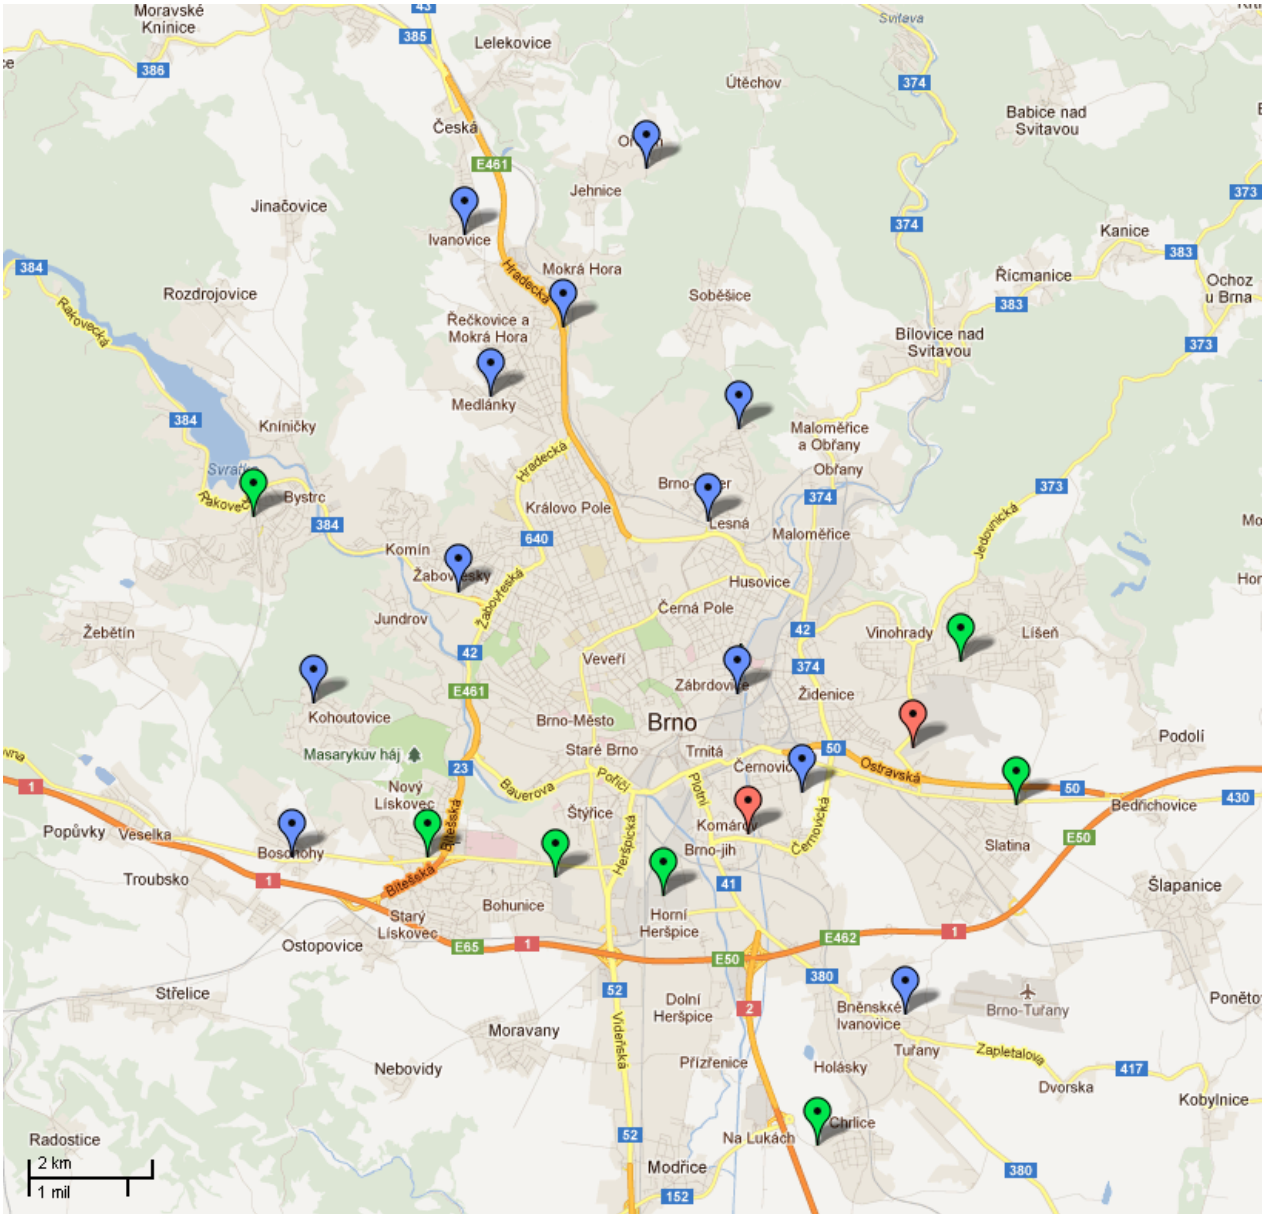 Moravské
Knínice
43
385
386
Lelekovice
Svitava
374
Útěchov
Babice nad
Svitavou
Česká
E461
Jehnice
373
Jinačovice
Ivanovice
374
Kanice
383
384
Hradecká
Mokrá Hora
Rozdrojovice
Soběšice
Řícmanice
Ochoz
u Brna
383
Rakovecká
Řečkovice a
Mokrá Hora
Bílovice nad
Svitavou
373
Medlánky
384
Kníničky
Maloměřice
a Obřany
Hradecká
Obřany
Svratka
Bystrc
Královo Pole
374
373
384
Lesná
Jedovnická
640
Maloměřice
Komín
Žabovřesky
Žabovřeská
Husovice
Černá Pole
Jundrov
Žebětín
42
Vinohrady
Líšeň
42
Veveří
374
E461
Zábrdovice
Židenice
Kohoutovice
Brno-Město
Brno
Podolí
Masarykův háj
Staré Brno
Trnitá
50
1
23
Bauerova
Poříčí
Plotní
Ostravská
50
430
Bedřichovice
Nový
Lískovec
Štýřice
Heršpická
Komárov
Černovická
Popůvky
Veselka
Bosonohy
Bítešská
E50
Brno-jih
Slatina
Troubsko
1
Bítešská
41
Šlapanice
Bohunice
Starý
Lískovec
Horní
Heršpice
Ostopovice
E65
1
E462
1
E50
380
Střelice
52
Dolní
Heršpice
2
Ivanovice
Brno-Tuřany
Moravany
Vídeňská
Tuřany
Zapletalova
Nebovidy
Přízřenice
Holásky
417
Dvorska
Kobylnice
Chrlice
Radostice
52
Na Lukách
2 km
1 mil
Modřice
380
152